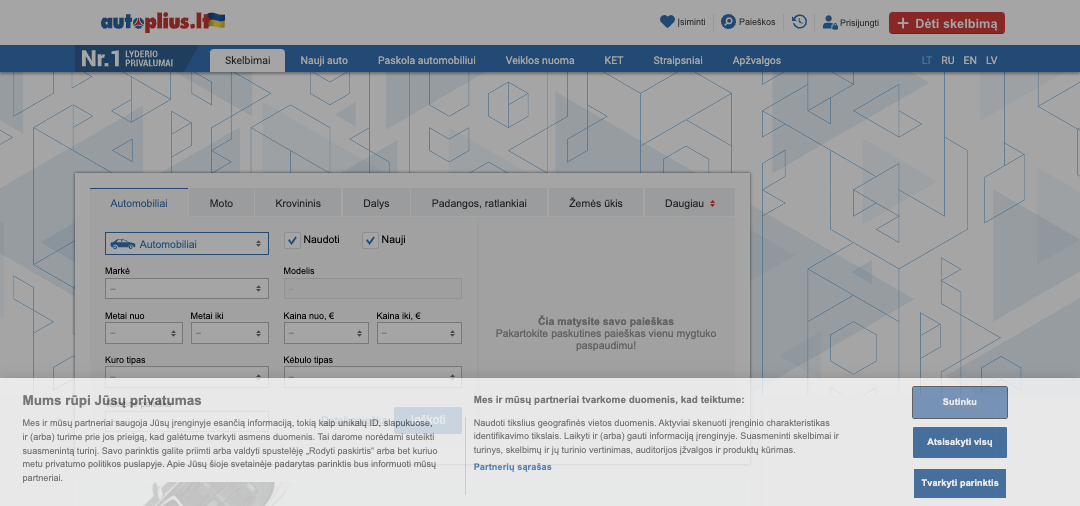 autoplius.lt
Įsiminti
Paieškos
Prisijungti
+ Dėti skelbimą
Nr.1 LYDERIO PRIVALUMAI
Skelbimai
Nauji auto
Paskola automobiliui
Veiklos nuoma
KET
Straipsniai
Apžvalgos
LT RU EN LV
Automobiliai
Moto
Krovininis
Dalys
Padangos, ratlankiai
Žemės ūkis
Daugiau
Automobiliai
Naudoti
Nauji
Markė
Modelis
–
–
Metai nuo
Metai iki
Kaina nuo, €
Kaina iki, €
–
–
–
–
Čia matysite savo paieškas
Pakartokite paskutines paieškas vienu mygtuko
paspaudimu!
Kuro tipas
Kėbulo tipas
–
–
Ieškoti
Mums rūpi Jūsų privatumas
Mes ir mūsų partneriai saugoja Jūsų įrenginyje esančią informaciją, tokią kaip unikalų ID, slapukuose,
ir (arba) turime prie jos prieigą, kad galėtume tvarkyti asmens duomenis. Tai darome norėdami suteikti
suasmenintą turinį. Savo parinktis galite priimti arba valdyti spustelėję „Rodyti paskirtis“ arba bet kuriuo
metu privatumo politikos puslapyje. Apie Jūsų šioje svetainėje padarytas parinktis bus informuoti mūsų
partneriai.
Mes ir mūsų partneriai tvarkome duomenis, kad teiktume:
Naudoti tikslius geografinės vietos duomenis. Aktyviai skenuoti įrenginio charakteristikas
identifikavimo tikslais. Laikyti ir (arba) gauti informaciją įrenginyje. Suasmeninti skelbimai ir
turinys, skelbimų ir jų turinio vertinimas, auditorijos įžvalgos ir produktų kūrimas.
Partnerių sąrašas
Sutinku
Atsisakyti visų
Tvarkyti parinktis